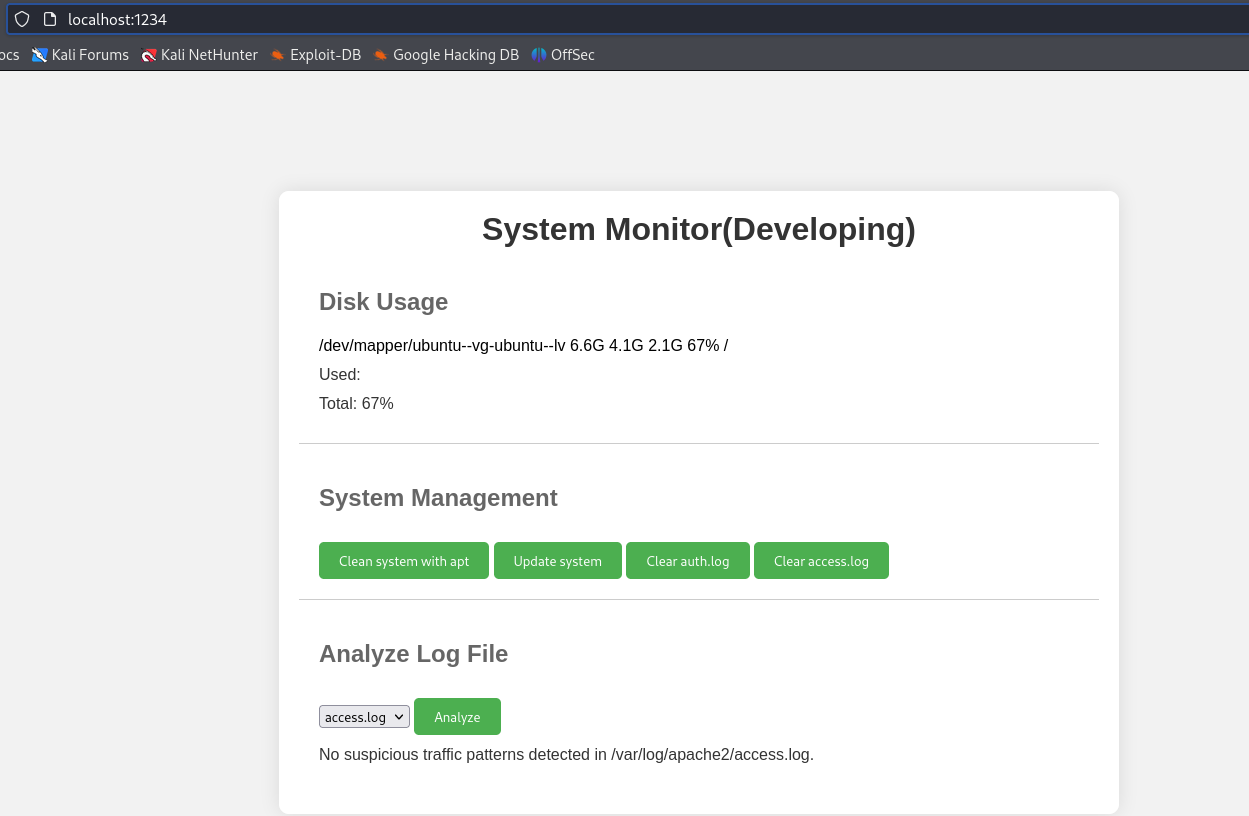 localhost:1234
ocs Kali Forums Kali NetHunter Exploit-DB Google Hacking DB OffSec
System Monitor(Developing)
Disk Usage
/dev/mapper/ubuntu--vg-ubuntu--lv 6.6G 4.1G 2.1G 67% /
Used:
Total: 67%
System Management
Clean system with apt Update system Clear auth.log Clear access.log
Analyze Log File
access.log Analyze
No suspicious traffic patterns detected in /var/log/apache2/access.log.